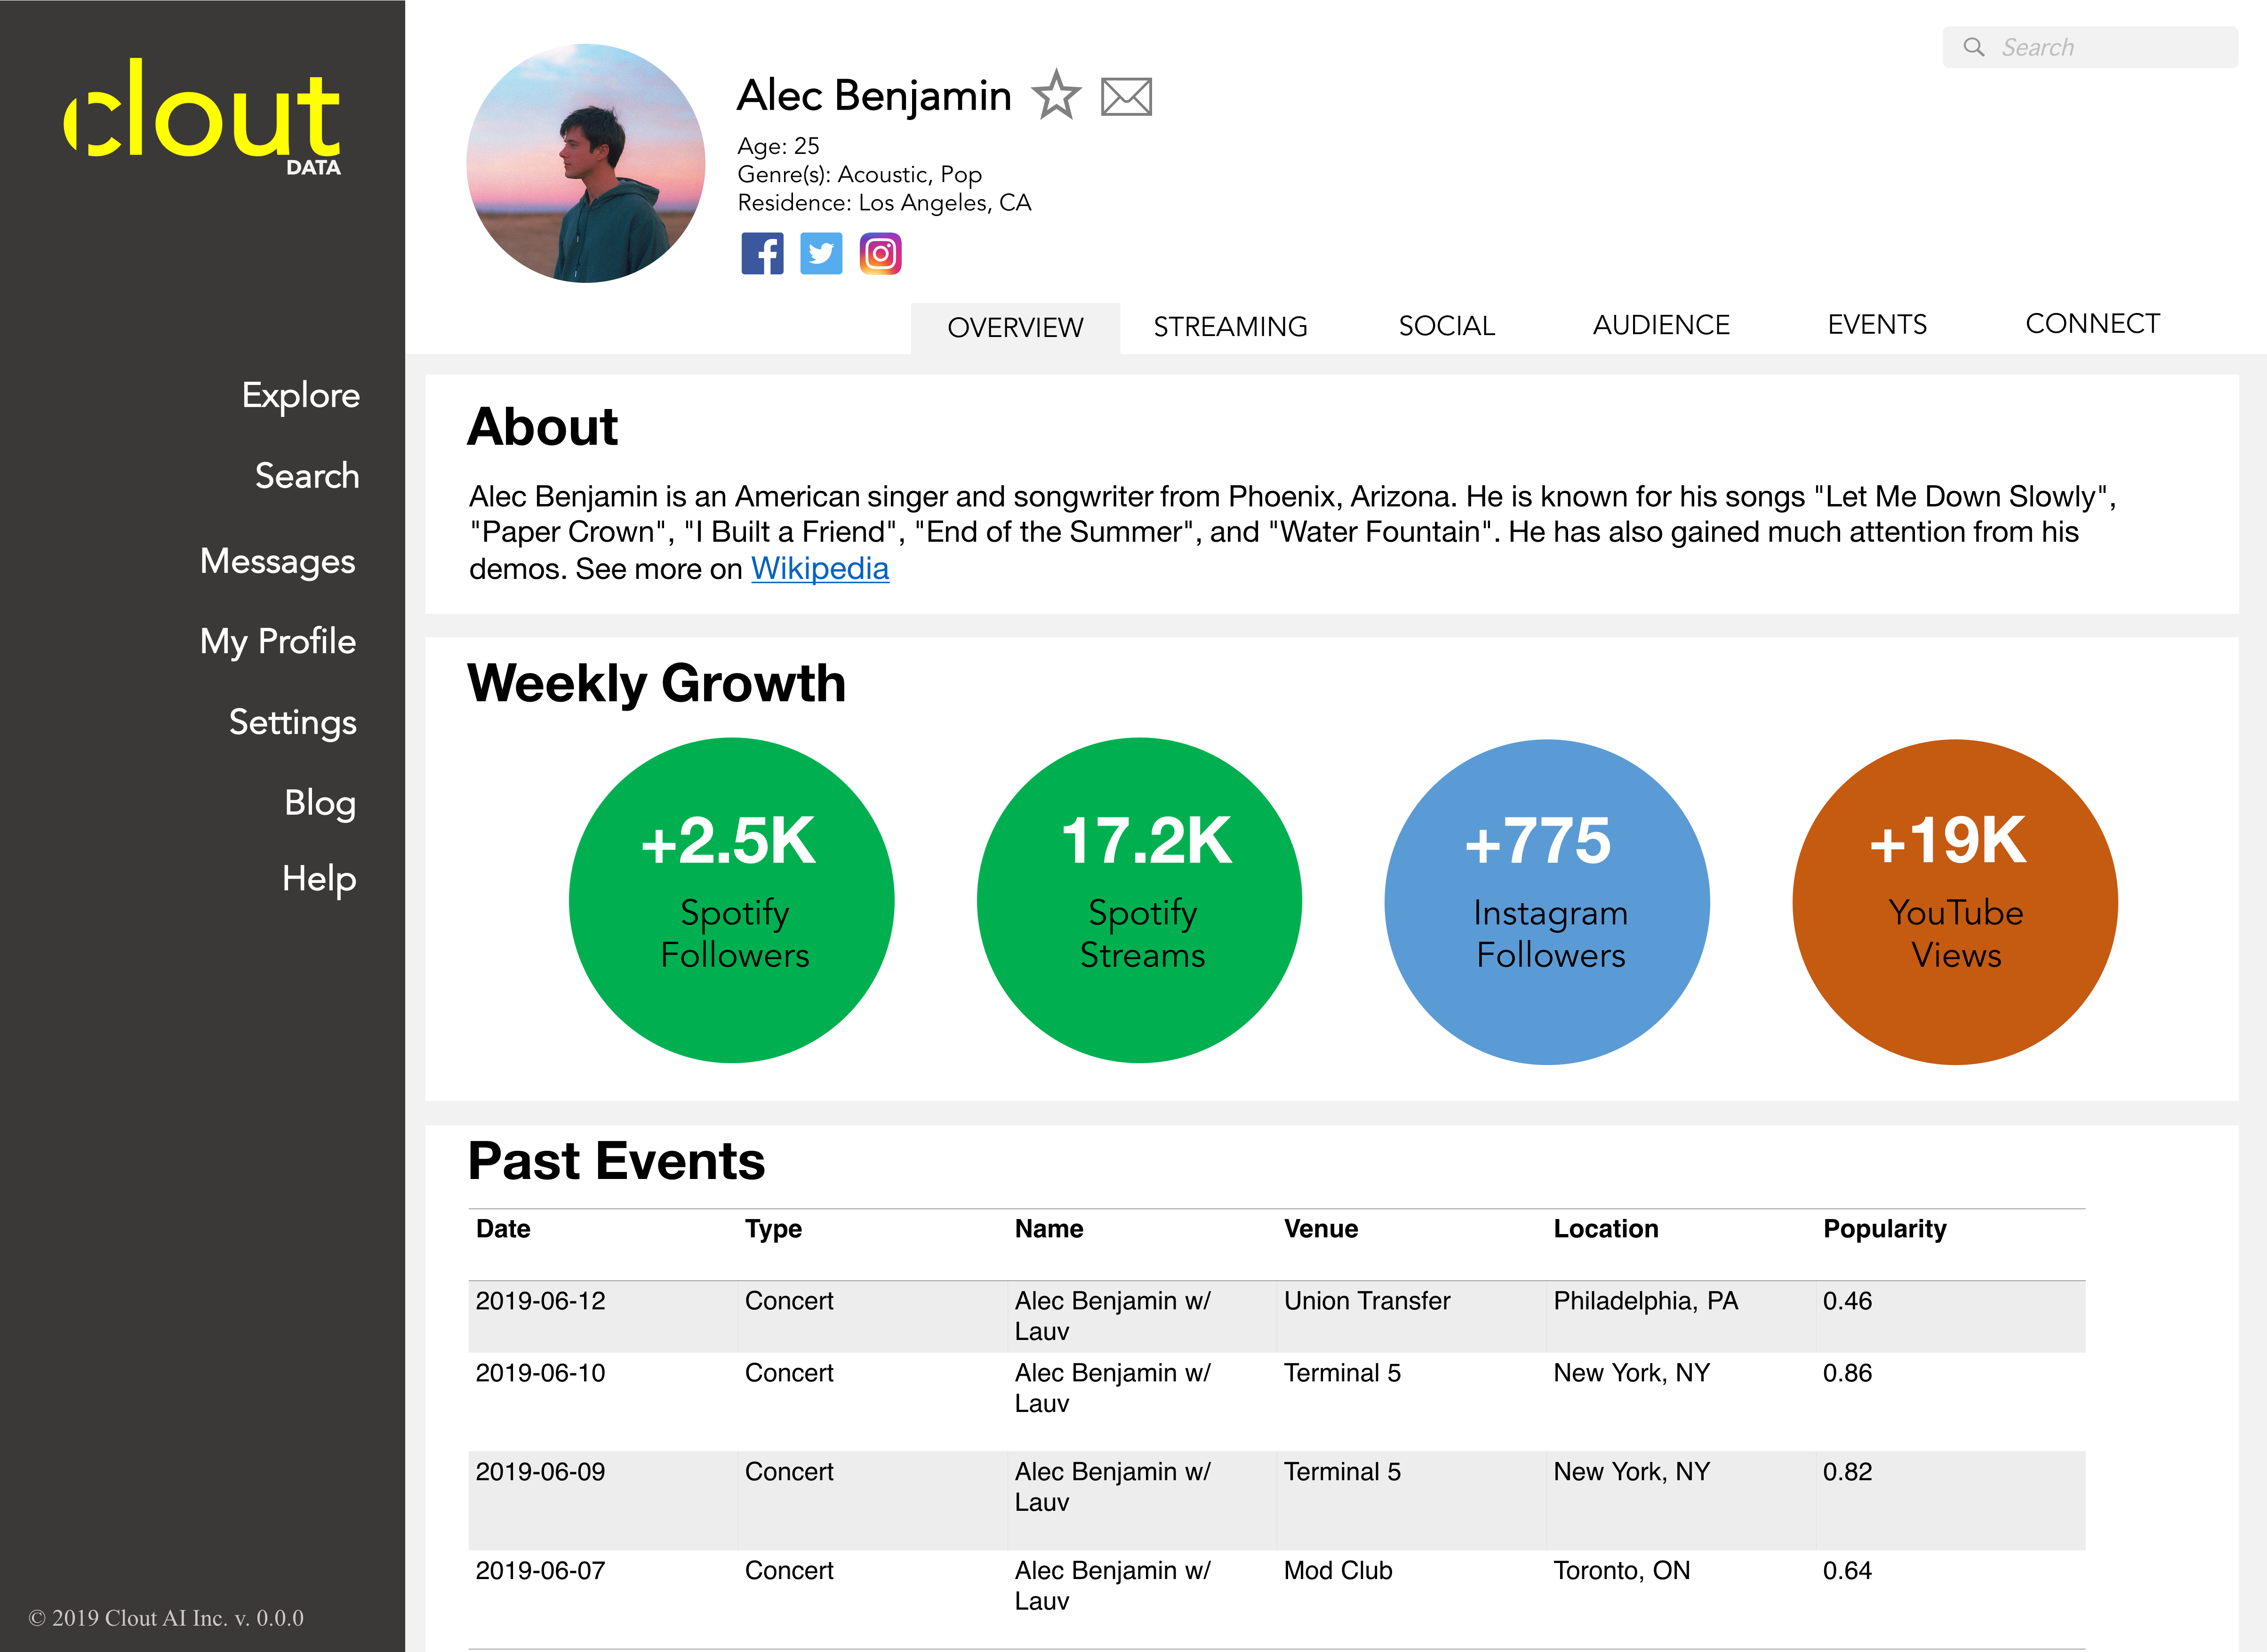 clout
DATA
Explore
Search
Messages
My Profile
Settings
Blog
Help
© 2019 Clout AI Inc. v. 0.0.0
Search
Alec Benjamin
Age: 25
Genre(s): Acoustic, Pop
Residence: Los Angeles, CA
OVERVIEW STREAMING SOCIAL AUDIENCE EVENTS CONNECT
About
Alec Benjamin is an American singer and songwriter from Phoenix, Arizona. He is known for his songs "Let Me Down Slowly",
"Paper Crown", "I Built a Friend", "End of the Summer", and "Water Fountain". He has also gained much attention from his
demos. See more on Wikipedia
Weekly Growth
+2.5K
Spotify
Followers
17.2K
Spotify
Streams
+775
Instagram
Followers
+19K
YouTube
Views
Past Events
Date Type Name Venue Location Popularity
2019-06-12 Concert Alec Benjamin w/ Union Transfer Philadelphia, PA 0.46
Lauv
2019-06-10 Concert Alec Benjamin w/ Terminal 5 New York, NY 0.86
Lauv
2019-06-09 Concert Alec Benjamin w/ Terminal 5 New York, NY 0.82
Lauv
2019-06-07 Concert Alec Benjamin w/ Mod Club Toronto, ON 0.64
Lauv